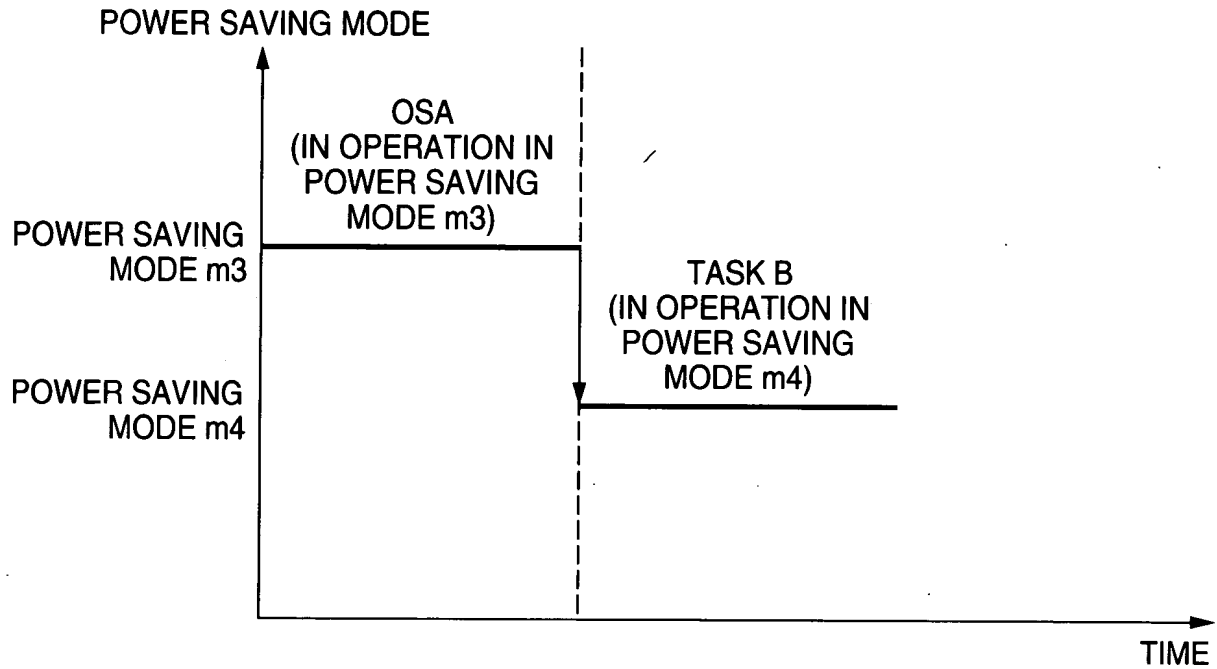 POWER SAVING MODE
OSA
(IN OPERATION IN
POWER SAVING
MODE m3)
POWER SAVING
MODE m3
TASK B
(IN OPERATION IN
POWER SAVING
MODE m4)
POWER SAVING
MODE m4
TIME